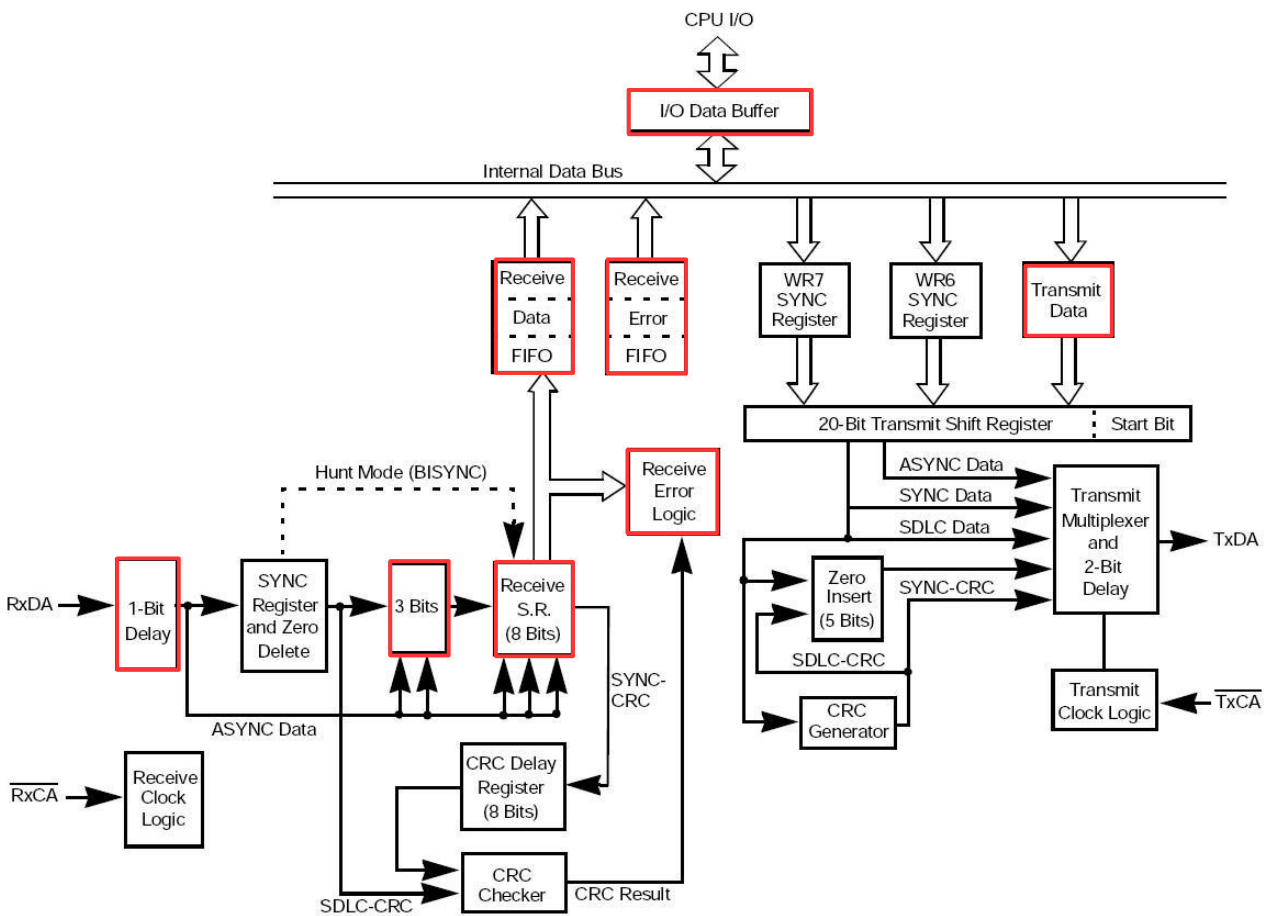 CPU I/O
I/O Data Buffer
Internal Data Bus
Receive
Data
FIFO
Receive
Error
FIFO
WR7
SYNC
Register
WR6
SYNC
Register
Transmit
Data
20-Bit Transmit Shift Register
Start Bit
Hunt Mode (BISYNC)
Receive
Error
Logic
ASYNC Data
SYNC Data
SDLC Data
Transmit
Multiplexer
and
2-Bit
Delay
TxDA
RxDA
1-Bit
Delay
SYNC
Register
and Zero
Delete
3 Bits
Receive
S.R.
(8 Bits)
Zero
Insert
(5 Bits)
SYNC-CRC
SDLC-CRC
SYNC-
CRC
ASYNC Data
CRC
Generator
Transmit
Clock Logic
TxCA
RxCA
Receive
Clock
Logic
CRC Delay
Register
(8 Bits)
CRC
Checker
SDLC-CRC
CRC Result